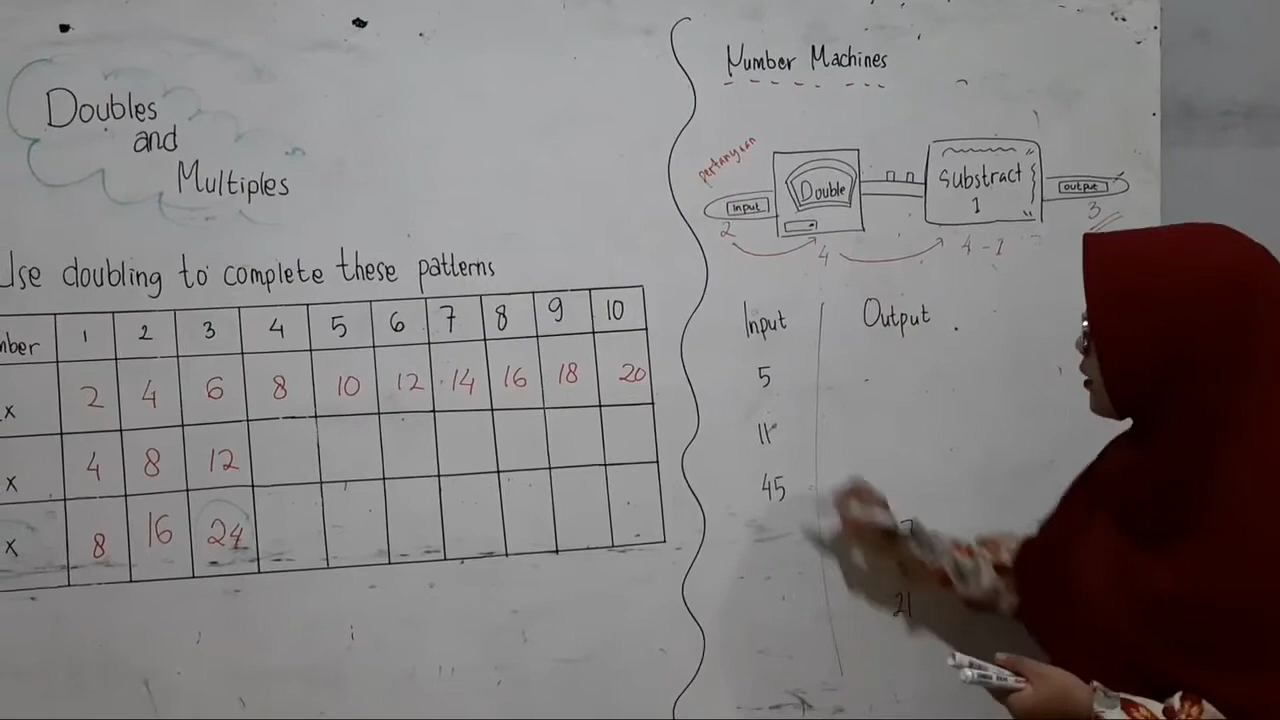 Doubles
and
Multiples
Use doubling to complete these patterns
mber 1 2 3 4 5 6 7 8 9 10
x 2 4 6 8 10 12 14 16 18 20
x 4 8 12
x 8 16 24
Number Machines
pertanyaan
Input
Double
Substract
1
output
2
4
4-1
3
Input Output
5
11
45
7
21